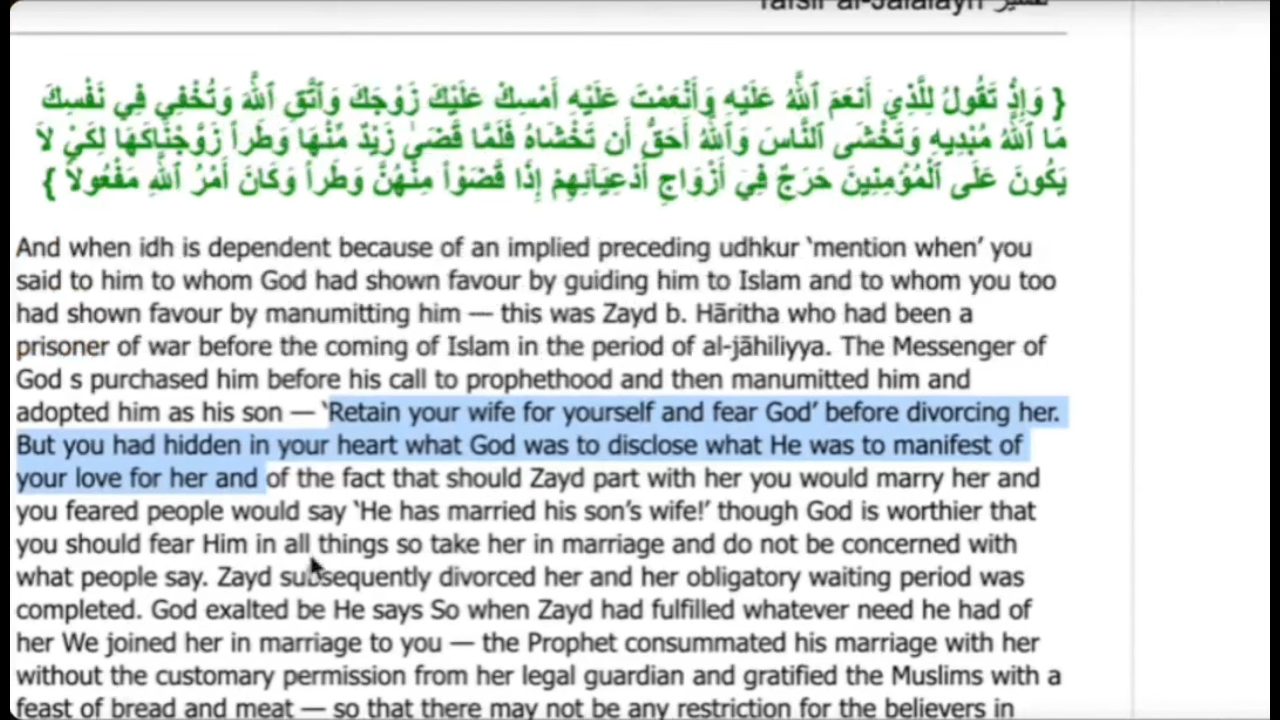 Tafsir al-Jalalayn تفسير
{ وَإِذْ تَقُولُ لِلَّذِيۤ أَنعَمَ ٱللَّهُ عَلَيْهِ وَأَنْعَمْتَ عَلَيْهِ أَمْسِكْ عَلَيْكَ زَوْجَكَ وَٱتَّقِ ٱللَّهَ وَتُخْفِي فِي نَفْسِكَ
مَا ٱللَّهُ مُبْدِيهِ وَتَخْشَى ٱلنَّاسَ وَٱللَّهُ أَحَقُّ أَن تَخْشَاهُ فَلَمَّا قَضَىٰ زَيْدٌ مِّنْهَا وَطَراً زَوَّجْنَاكَهَا لِكَيْ لاَ
يَكُونَ عَلَى ٱلْمُؤْمِنِينَ حَرَجٌ فِيۤ أَزْوَاجِ أَدْعِيَآئِهِمْ إِذَا قَضَوْاْ مِنْهُنَّ وَطَراً وَكَانَ أَمْرُ ٱللَّهِ مَفْعُولاً }
And when idh is dependent because of an implied preceding udhkur ‘mention when’ you
said to him to whom God had shown favour by guiding him to Islam and to whom you too
had shown favour by manumitting him — this was Zayd b. Hāritha who had been a
prisoner of war before the coming of Islam in the period of al-jāhiliyya. The Messenger of
God s purchased him before his call to prophethood and then manumitted him and
adopted him as his son — ‘Retain your wife for yourself and fear God’ before divorcing her.
But you had hidden in your heart what God was to disclose what He was to manifest of
your love for her and of the fact that should Zayd part with her you would marry her and
you feared people would say ‘He has married his son’s wife!’ though God is worthier that
you should fear Him in all things so take her in marriage and do not be concerned with
what people say. Zayd subsequently divorced her and her obligatory waiting period was
completed. God exalted be He says So when Zayd had fulfilled whatever need he had of
her We joined her in marriage to you — the Prophet consummated his marriage with her
without the customary permission from her legal guardian and gratified the Muslims with a
feast of bread and meat — so that there may not be any restriction for the believers in